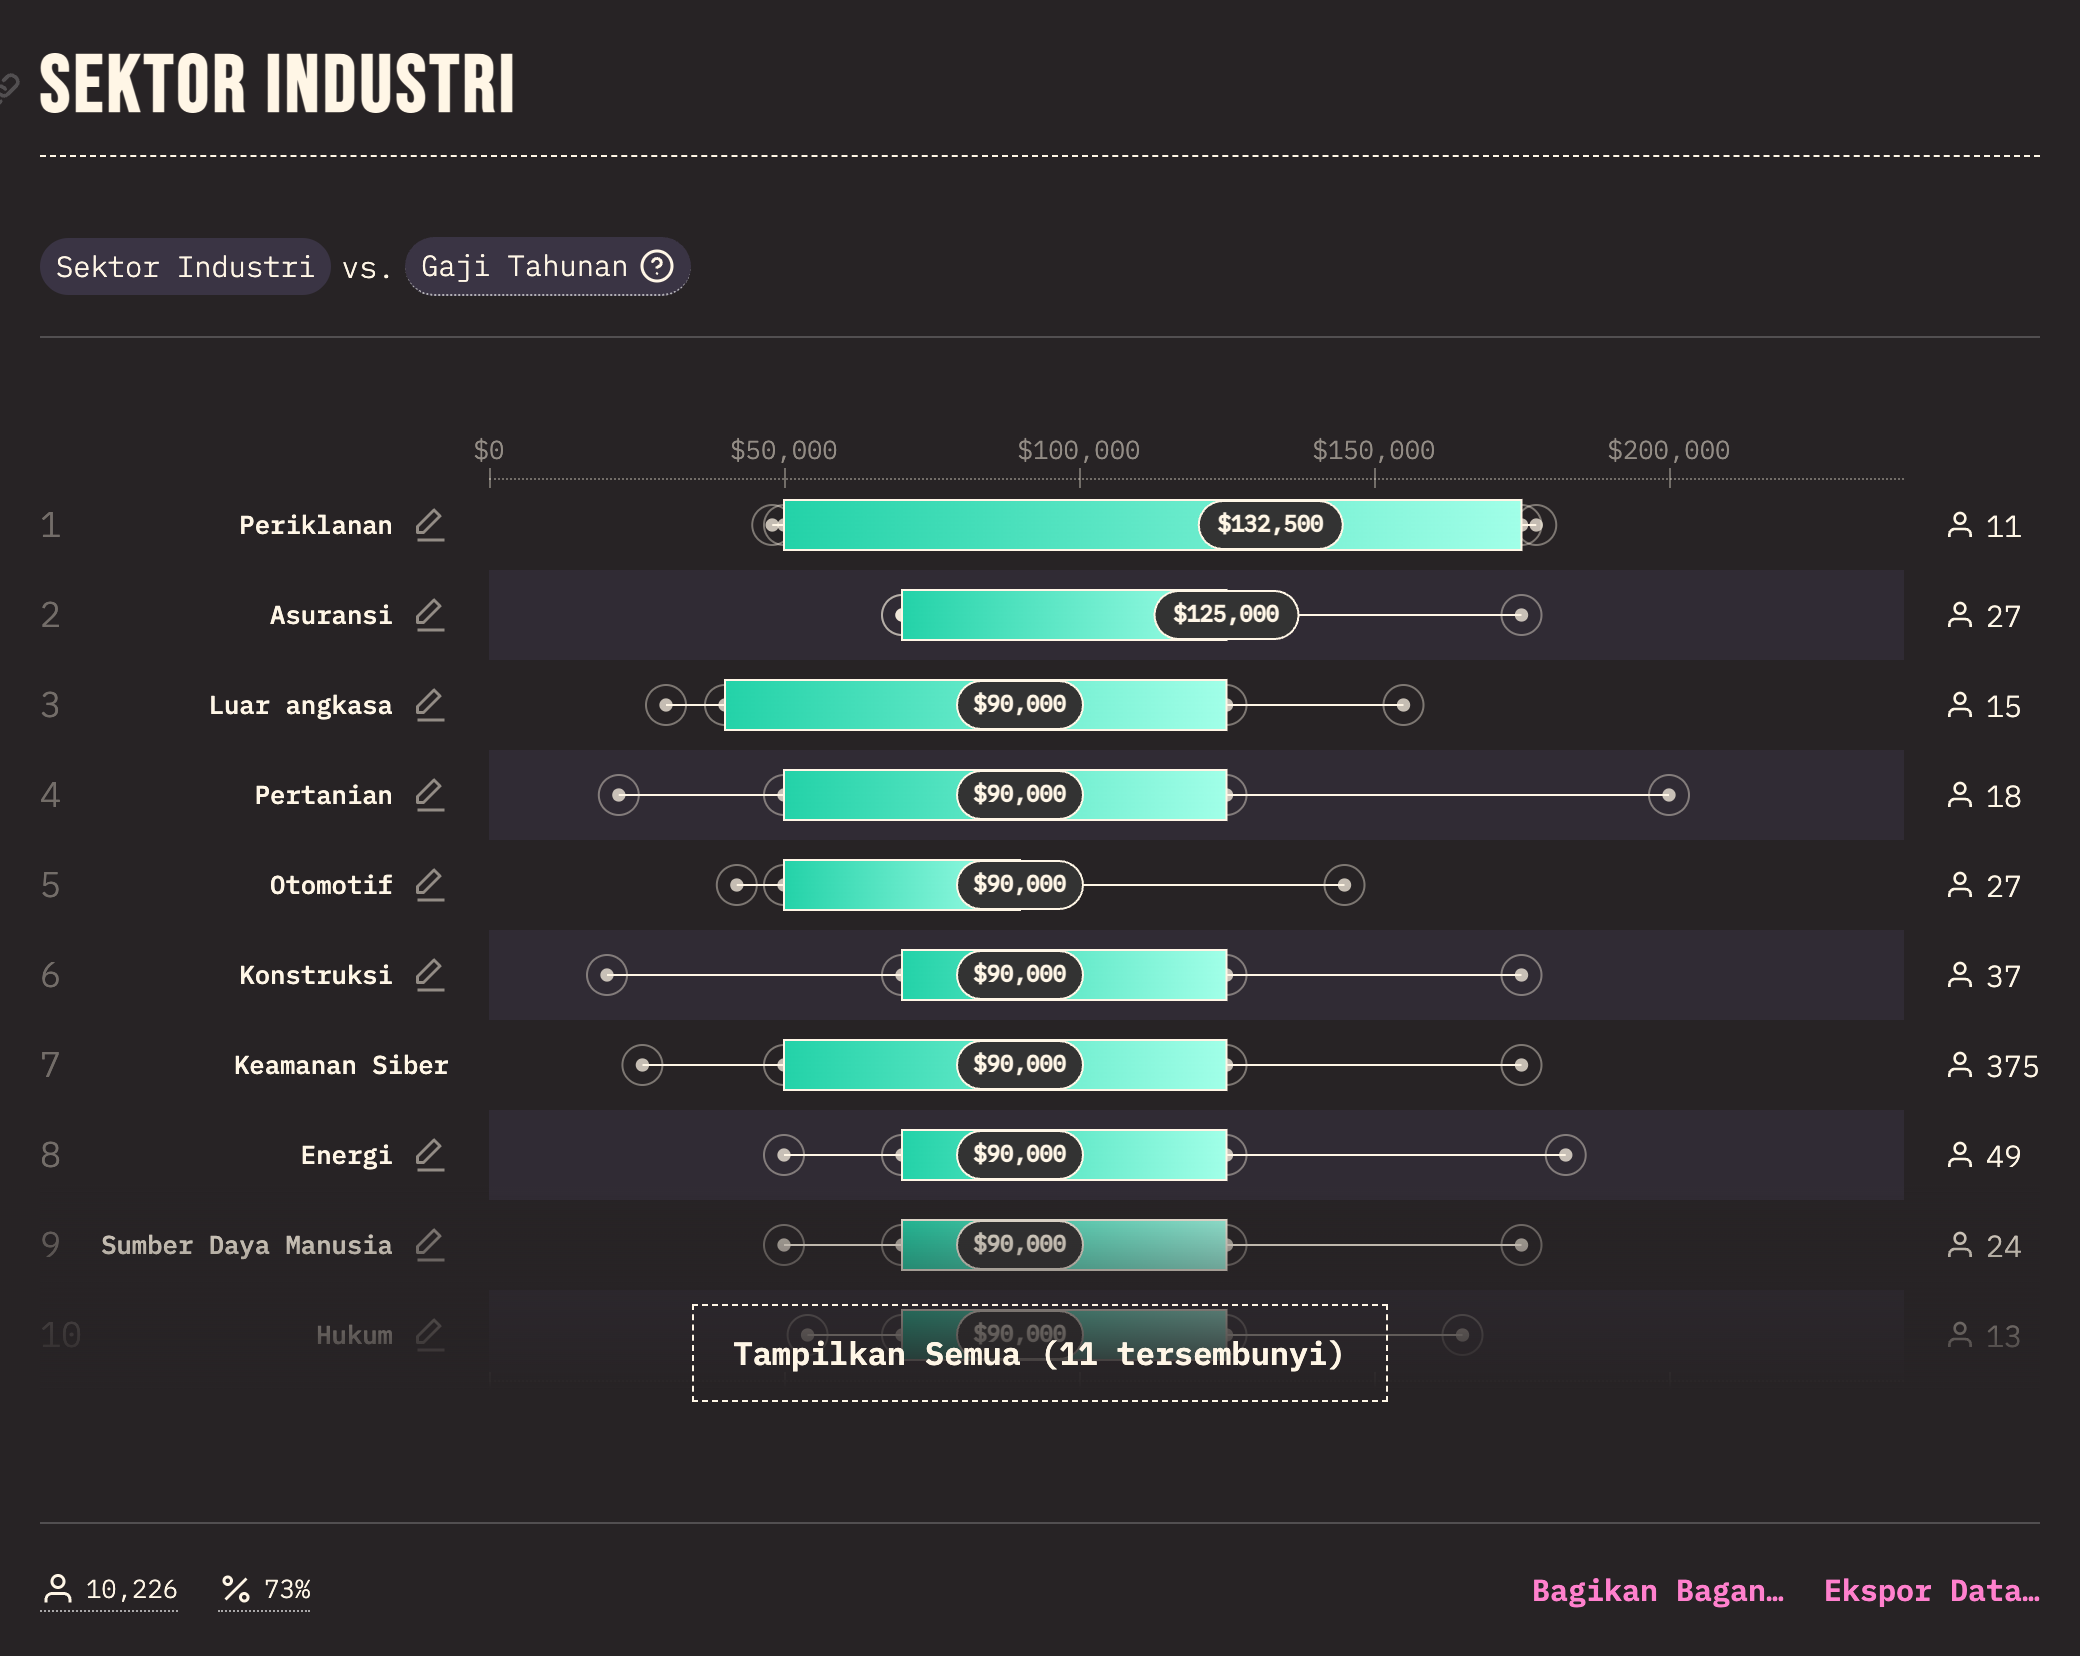 SEKTOR INDUSTRI
Sektor Industri vs. Gaji Tahunan ?
$0 $50,000 $100,000 $150,000 $200,000
1 Periklanan $132,500 11
2 Asuransi $125,000 27
3 Luar angkasa $90,000 15
4 Pertanian $90,000 18
5 Otomotif $90,000 27
6 Konstruksi $90,000 37
7 Keamanan Siber $90,000 375
8 Energi $90,000 49
9 Sumber Daya Manusia $90,000 24
10 Hukum $90,000 13
Tampilkan Semua (11 tersembunyi)
10,226 73% Bagikan Bagan… Ekspor Data…